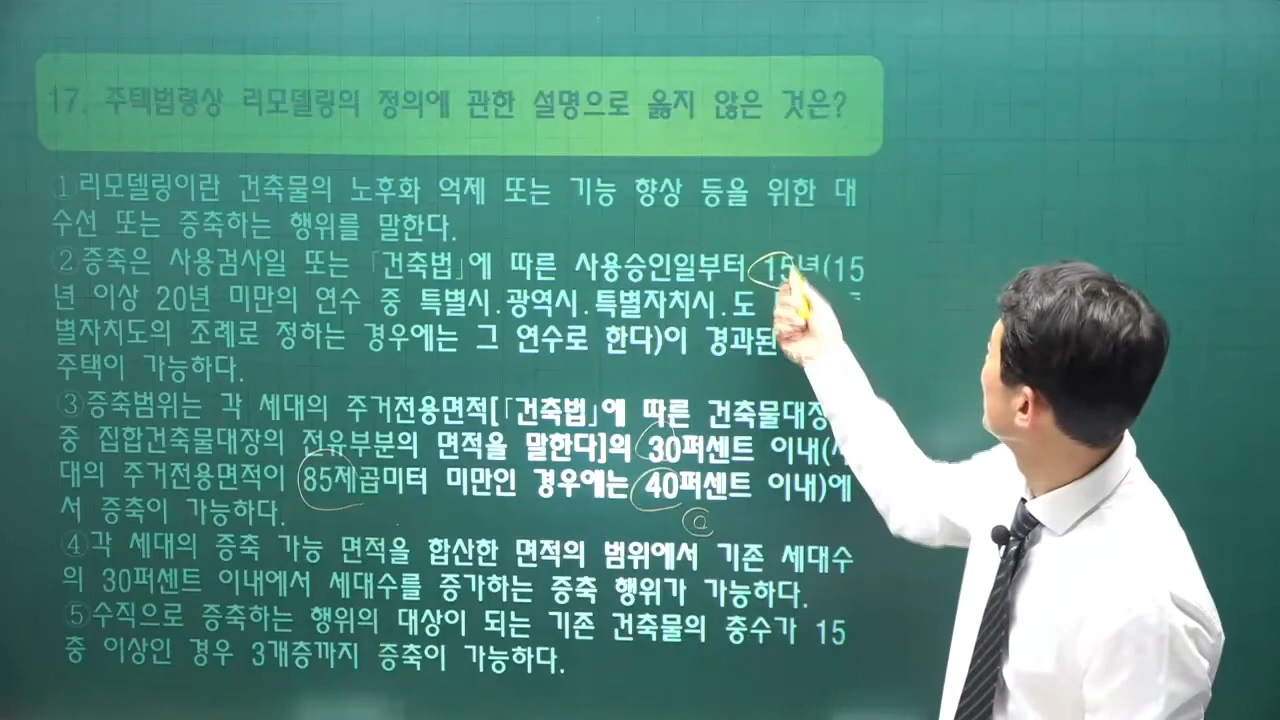 17. 주택법령상 리모델링의 정의에 관한 설명으로 옳지 않은 것은?
①리모델링이란 건축물의 노후화 억제 또는 기능 향상 등을 위한 대
수선 또는 증축하는 행위를 말한다.
②증축은 사용검사일 또는 「건축법」에 따른 사용승인일부터 15년(15
년 이상 20년 미만의 연수 중 특별시.광역시.특별자치시.도
별자치도의 조례로 정하는 경우에는 그 연수로 한다)이 경과된
주택이 가능하다.
③증축범위는 각 세대의 주거전용면적[「건축법」에 따른 건축물대장
중 집합건축물대장의 전유부분의 면적을 말한다]의 30퍼센트 이내(
대의 주거전용면적이 85제곱미터 미만인 경우에는 40퍼센트 이내)에
서 증축이 가능하다.
④각 세대의 증축 가능 면적을 합산한 면적의 범위에서 기존 세대수
의 30퍼센트 이내에서 세대수를 증가하는 증축 행위가 가능하다.
⑤수직으로 증축하는 행위의 대상이 되는 기존 건축물의 층수가 15
층 이상인 경우 3개층까지 증축이 가능하다.